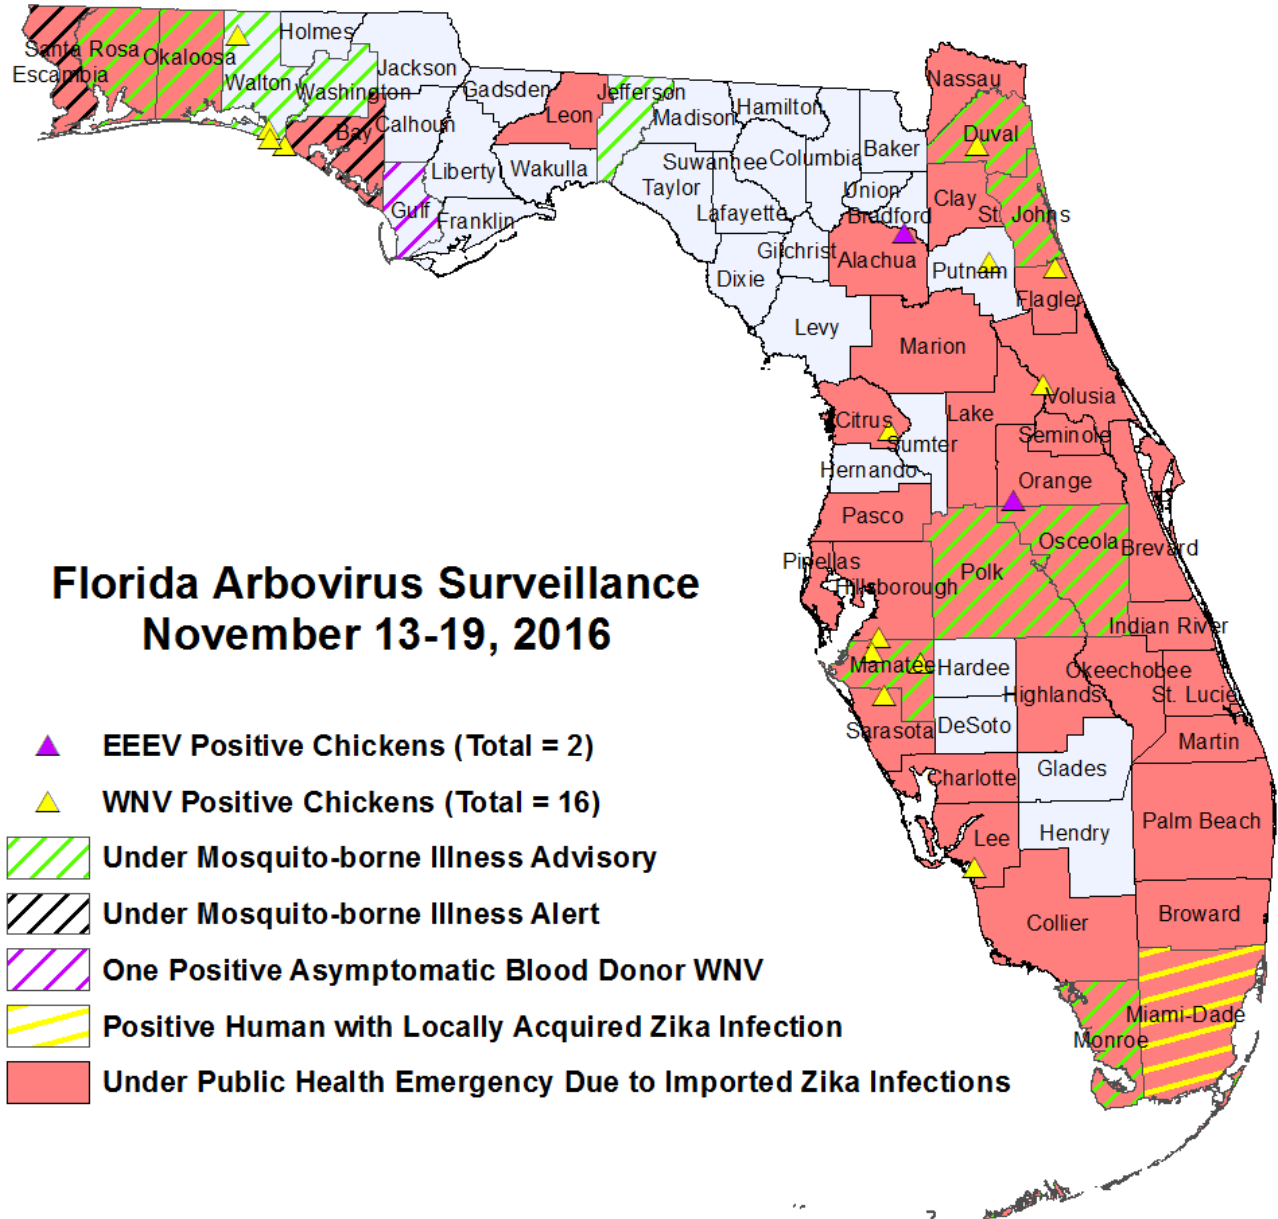 Holmes
Santa Rosa
Okaloosa
Escambia
Walton
Washington
Jackson
Gadsden
Jefferson
Leon
Bay
Calhoun
Madison
Hamilton
Nassau
Duval
Suwannee
Columbia
Baker
Liberty
Wakulla
Taylor
Union
Gulf
Franklin
Lafayette
Bradford
Clay
St. Johns
Gilchrist
Alachua
Dixie
Putnam
Flagler
Levy
Marion
Volusia
Citrus
Lake
Sumter
Seminole
Hernando
Orange
Pasco
Osceola
Brevard
Pinellas
Hillsborough
Polk
Indian River
Manatee
Hardee
Okeechobee
Highlands
St. Lucie
Sarasota
DeSoto
Martin
Charlotte
Glades
Palm Beach
Lee
Hendry
Collier
Broward
Miami-Dade
Monroe
Florida Arbovirus Surveillance
November 13-19, 2016
EEEV Positive Chickens (Total = 2)
WNV Positive Chickens (Total = 16)
Under Mosquito-borne Illness Advisory
Under Mosquito-borne Illness Alert
One Positive Asymptomatic Blood Donor WNV
Positive Human with Locally Acquired Zika Infection
Under Public Health Emergency Due to Imported Zika Infections